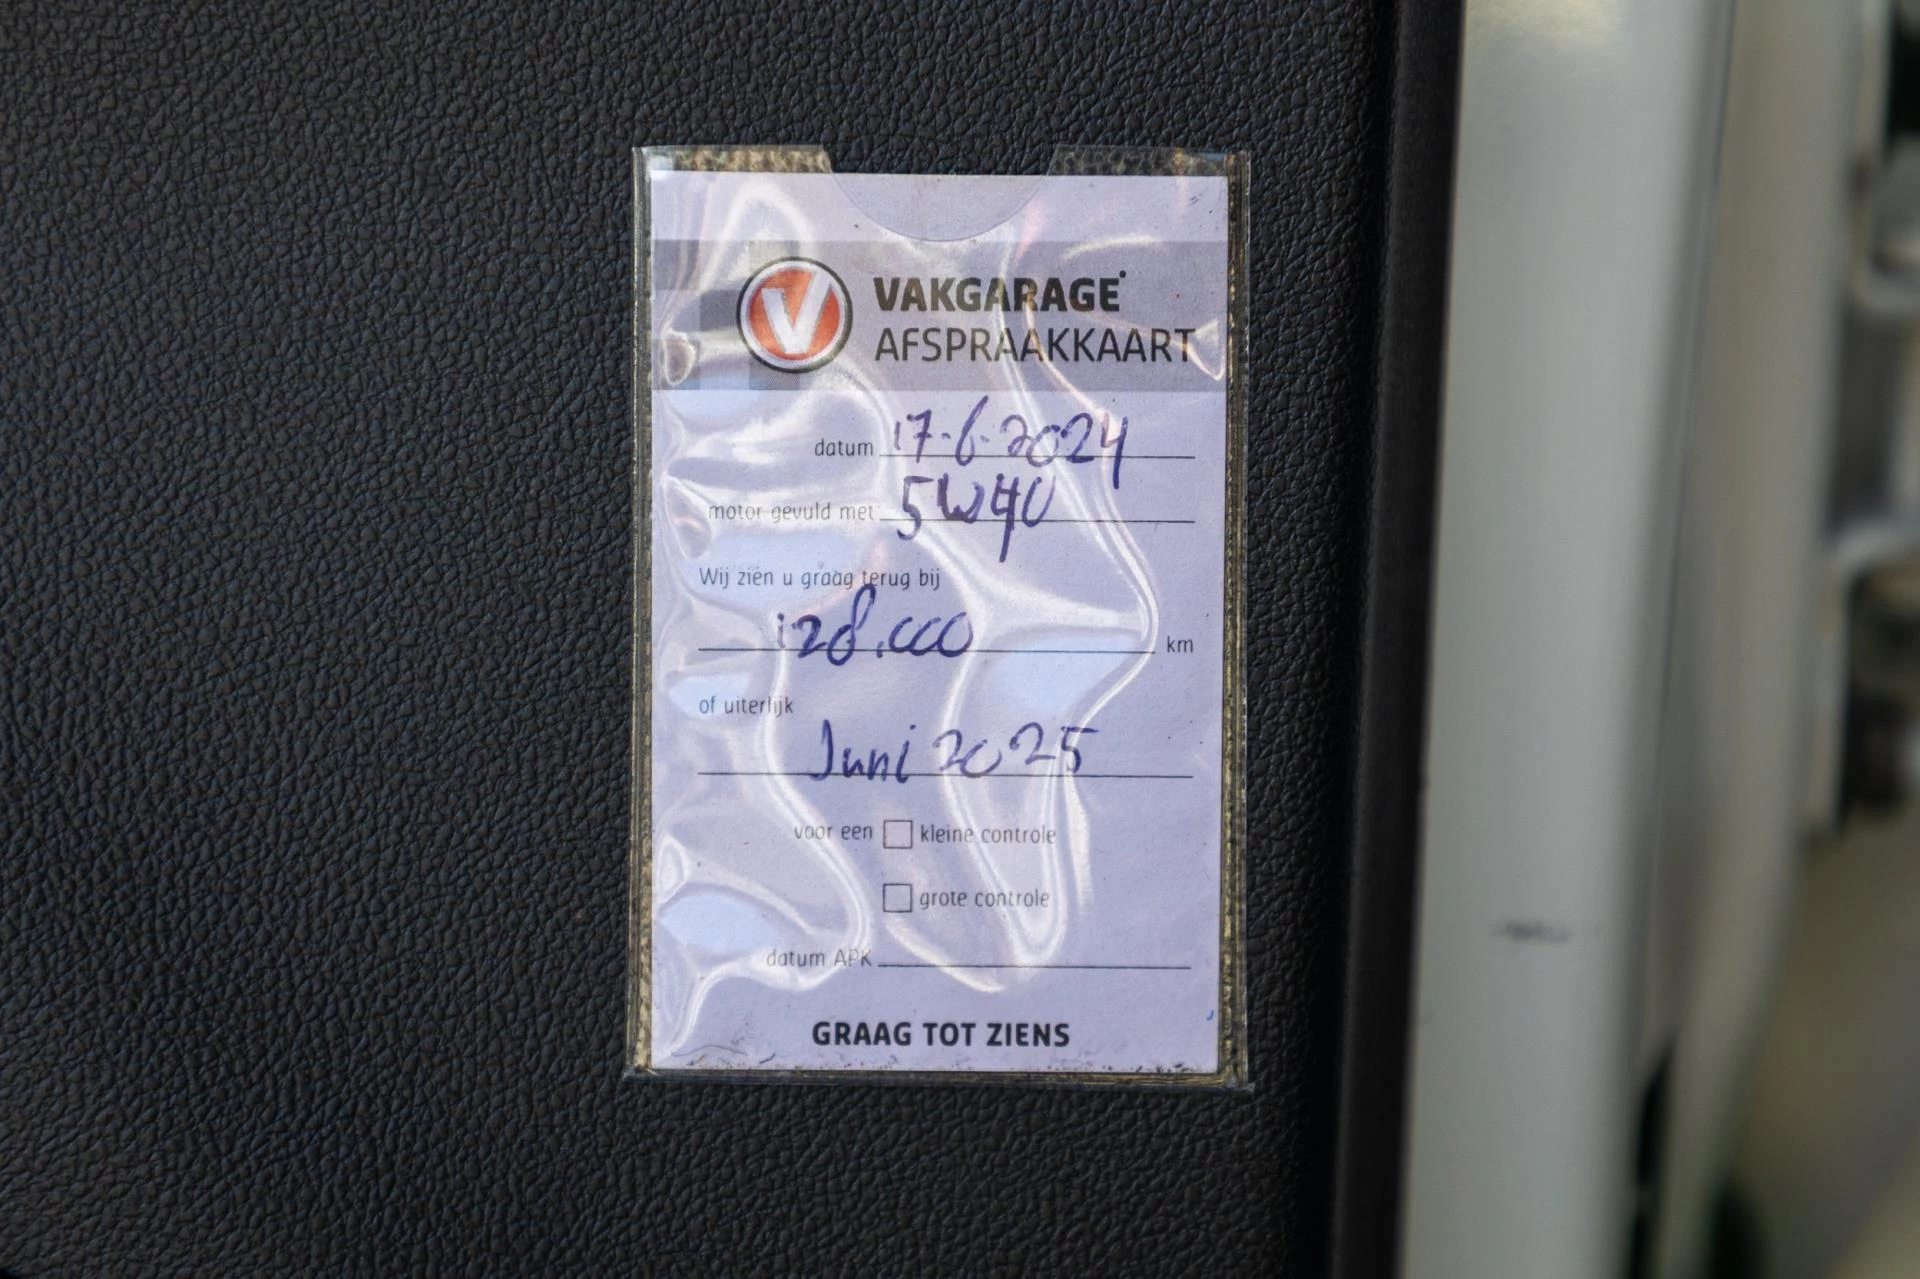 V VAKGARAGE
AFSPRAAKKAART
datum 17-6-2024
motor gevuld met 5W40
Wij zien u graag terug bij
128.000 km
of uiterlijk
Juni 2025
voor een kleine controle
grote controle
datum APK
GRAAG TOT ZIENS